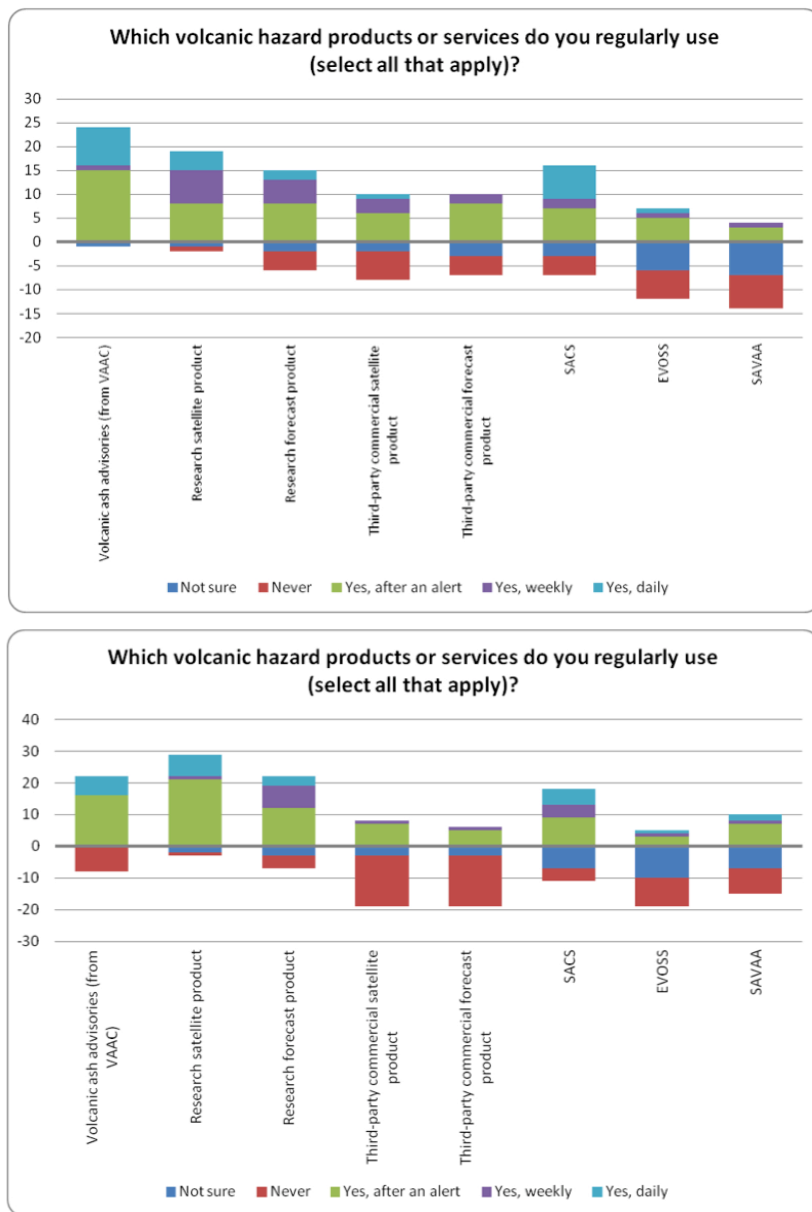 Which volcanic hazard products or services do you regularly use
(select all that apply)?
30
25
20
15
10
5
0
-5
-10
-15
-20
Volcanic ash advisories (from VAAC)
Research satellite product
Research forecast product
Third-party commercial satellite
product
Third-party commercial forecast
product
SACS
EVOSS
SAVAA
Not sure Never Yes, after an alert Yes, weekly Yes, daily
Which volcanic hazard products or services do you regularly use
(select all that apply)?
40
30
20
10
0
-10
-20
-30
Volcanic ash advisories (from
VAAC)
Research satellite product
Research forecast product
Third-party commercial satellite
product
Third-party commercial forecast
product
SACS
EVOSS
SAVAA
Not sure Never Yes, after an alert Yes, weekly Yes, daily